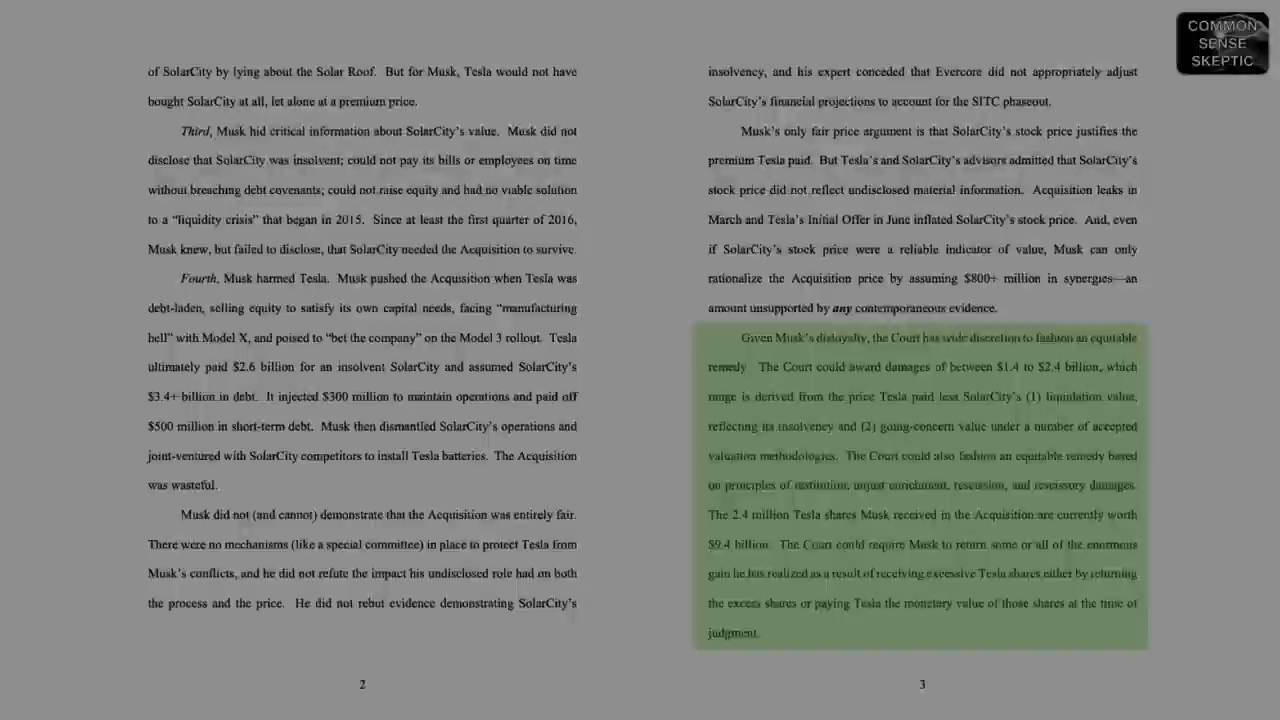 of SolarCity by lying about the Solar Roof. But for Musk, Tesla would not have
bought SolarCity at all, let alone at a premium price.
Third, Musk hid critical information about SolarCity's value. Musk did not
disclose that SolarCity was insolvent; could not pay its bills or employees on time
without breaching debt covenants; could not raise equity and had no viable solution
to a “liquidity crisis” that began in 2015. Since at least the first quarter of 2016,
Musk knew, but failed to disclose, that SolarCity needed the Acquisition to survive.
Fourth, Musk harmed Tesla. Musk pushed the Acquisition when Tesla was
debt-laden, selling equity to satisfy its own capital needs, facing “manufacturing
hell” with Model X, and poised to “bet the company” on the Model 3 rollout. Tesla
ultimately paid $2.6 billion for an insolvent SolarCity and assumed SolarCity's
$3.4+ billion in debt. It injected $300 million to maintain operations and paid off
$500 million in short-term debt. Musk then dismantled SolarCity's operations and
joint-ventured with SolarCity competitors to install Tesla batteries. The Acquisition
was wasteful.
Musk did not (and cannot) demonstrate that the Acquisition was entirely fair.
There were no mechanisms (like a special committee) in place to protect Tesla from
Musk's conflicts, and he did not refute the impact his undisclosed role had on both
the process and the price. He did not rebut evidence demonstrating SolarCity's
2
insolvency, and his expert conceded that Evercore did not appropriately adjust
SolarCity's financial projections to account for the SITC phaseout.
Musk's only fair price argument is that SolarCity's stock price justifies the
premium Tesla paid. But Tesla's and SolarCity's advisors admitted that SolarCity's
stock price did not reflect undisclosed material information. Acquisition leaks in
March and Tesla's Initial Offer in June inflated SolarCity's stock price. And, even
if SolarCity's stock price were a reliable indicator of value, Musk can only
rationalize the Acquisition price by assuming $800+ million in synergies—an
amount unsupported by any contemporaneous evidence.
Given Musk's disloyalty, the Court has wide discretion to fashion an equitable
remedy. The Court could award damages of between $1.4 to $2.4 billion, which
range is derived from the price Tesla paid less SolarCity's (1) liquidation value,
reflecting its insolvency and (2) going-concern value under a number of accepted
valuation methodologies. The Court could also fashion an equitable remedy based
on principles of restitution, unjust enrichment, rescission, and rescissory damages.
The 2.4 million Tesla shares Musk received in the Acquisition are currently worth
$9.4 billion. The Court could require Musk to return some or all of the enormous
gain he has realized as a result of receiving excessive Tesla shares either by returning
the excess shares or paying Tesla the monetary value of those shares at the time of
judgment.
3
COMMON
SENSE
SKEPTIC